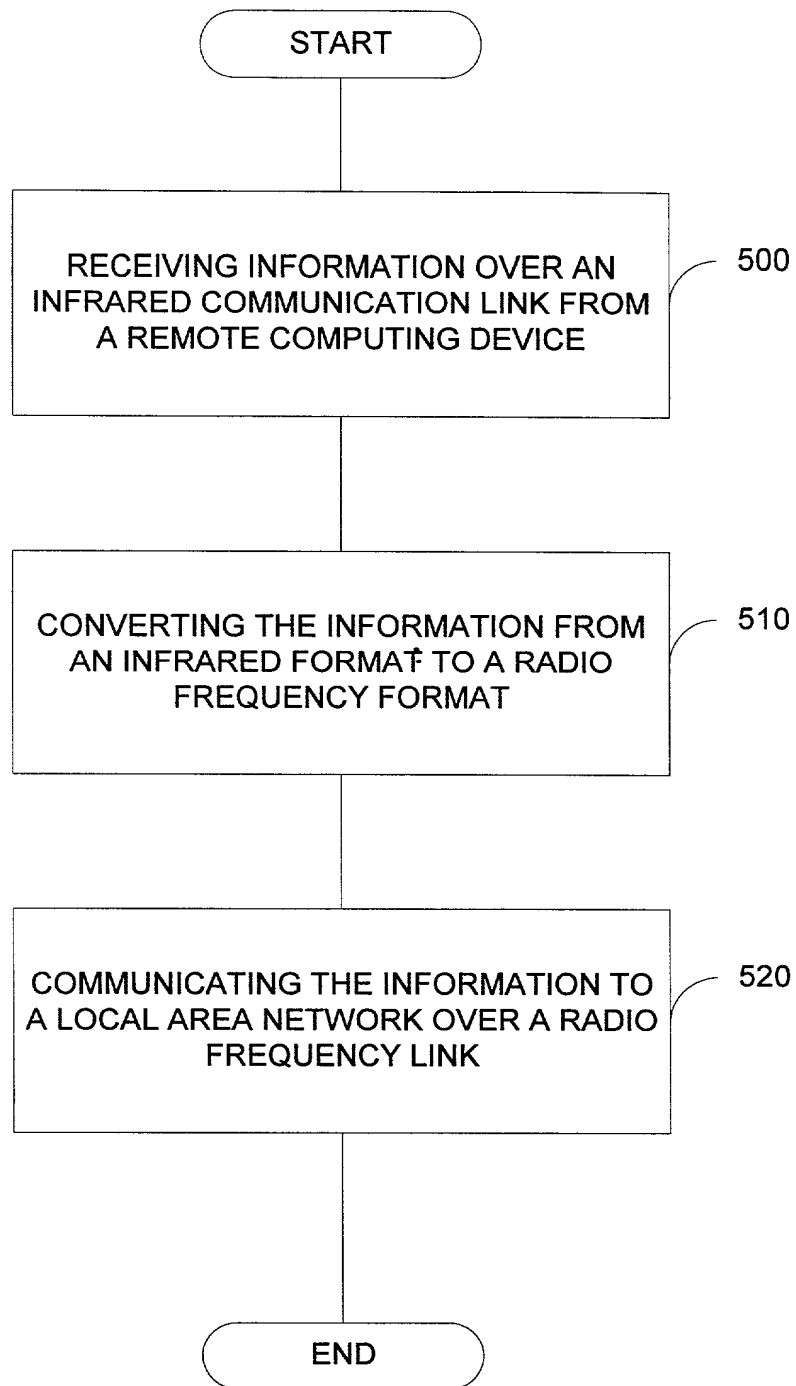 START
RECEIVING INFORMATION OVER AN
INFRARED COMMUNICATION LINK FROM
A REMOTE COMPUTING DEVICE
500
CONVERTING THE INFORMATION FROM
AN INFRARED FORMAT TO A RADIO
FREQUENCY FORMAT
510
COMMUNICATING THE INFORMATION TO
A LOCAL AREA NETWORK OVER A RADIO
FREQUENCY LINK
520
END